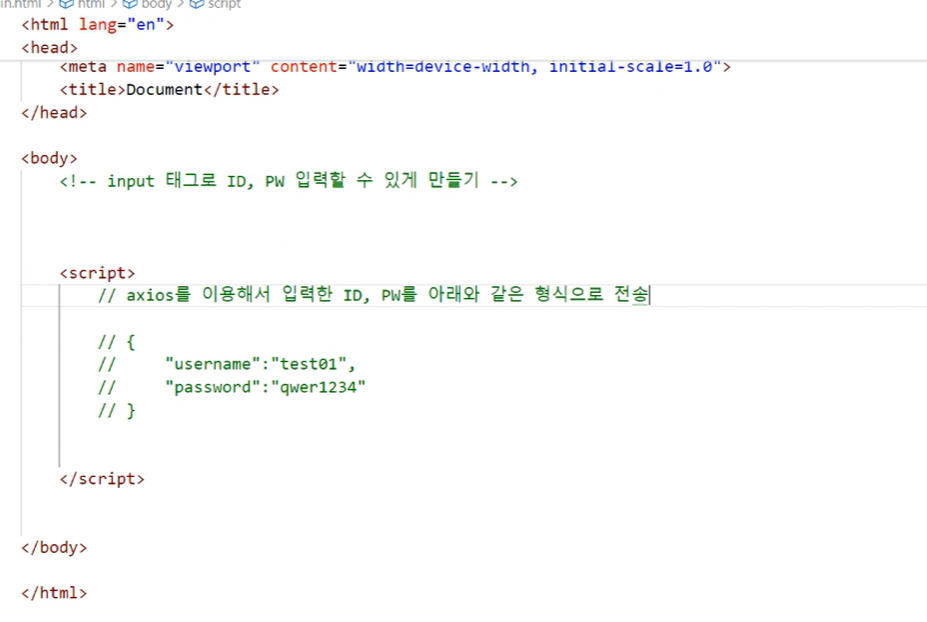 in.html > html > body > script
<html lang="en">
<head>
<meta name="viewport" content="width=device-width, initial-scale=1.0">
<title>Document</title>
</head>
<body>
<!-- input 태그로 ID, PW 입력할 수 있게 만들기 -->
<script>
// axios를 이용해서 입력한 ID, PW를 아래와 같은 형식으로 전송
// {
//     "username":"test01",
//     "password":"qwer1234"
// }
</script>
</body>
</html>